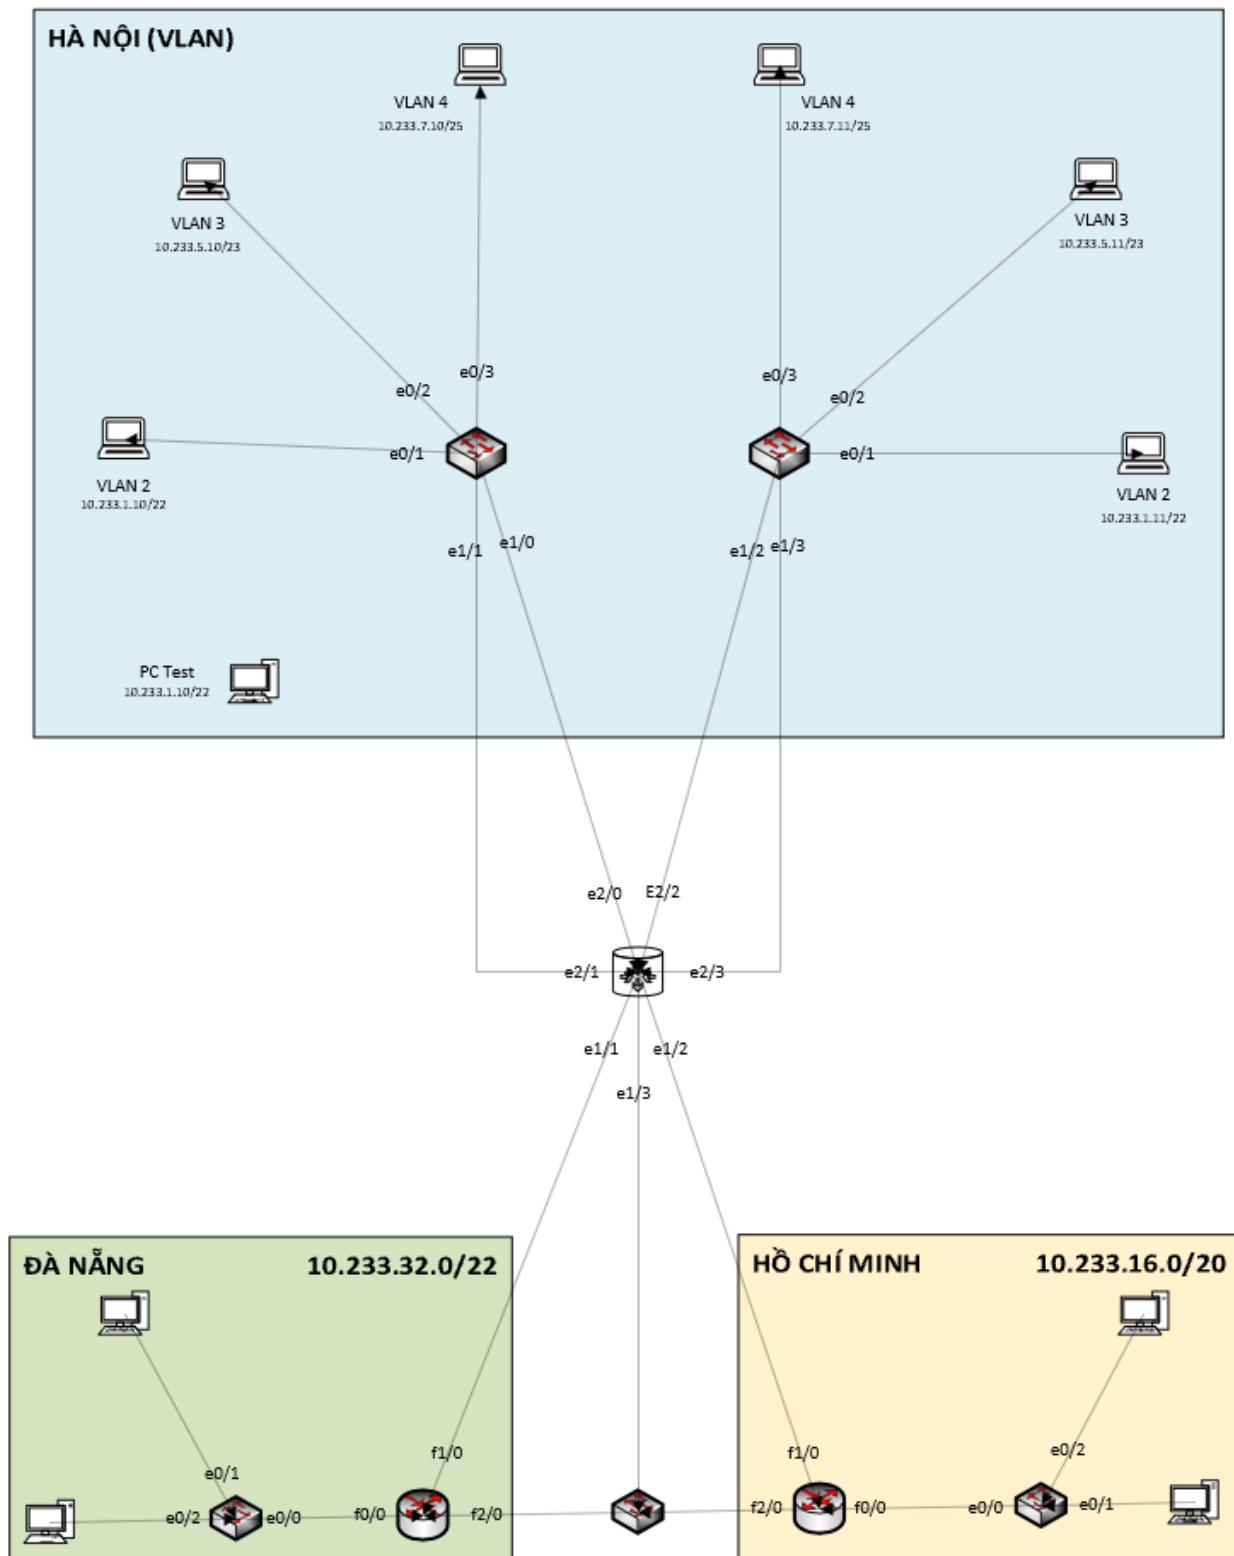 HÀ NỘI (VLAN)
VLAN 4
10.233.7.10/25
VLAN 4
10.233.7.11/25
VLAN 3
10.233.5.10/23
VLAN 3
10.233.5.11/23
e0/3
e0/3
e0/2
e0/2
e0/1
e0/1
VLAN 2
10.233.1.10/22
VLAN 2
10.233.1.11/22
e1/1
e1/0
e1/2
e1/3
PC Test
10.233.1.10/22
e2/0
E2/2
e2/1
e2/3
e1/1
e1/2
e1/3
ĐÀ NẴNG
10.233.32.0/22
HỒ CHÍ MINH
10.233.16.0/20
f1/0
f1/0
e0/2
e0/1
e0/2
e0/0
f0/0
f2/0
f2/0
f0/0
e0/0
e0/1